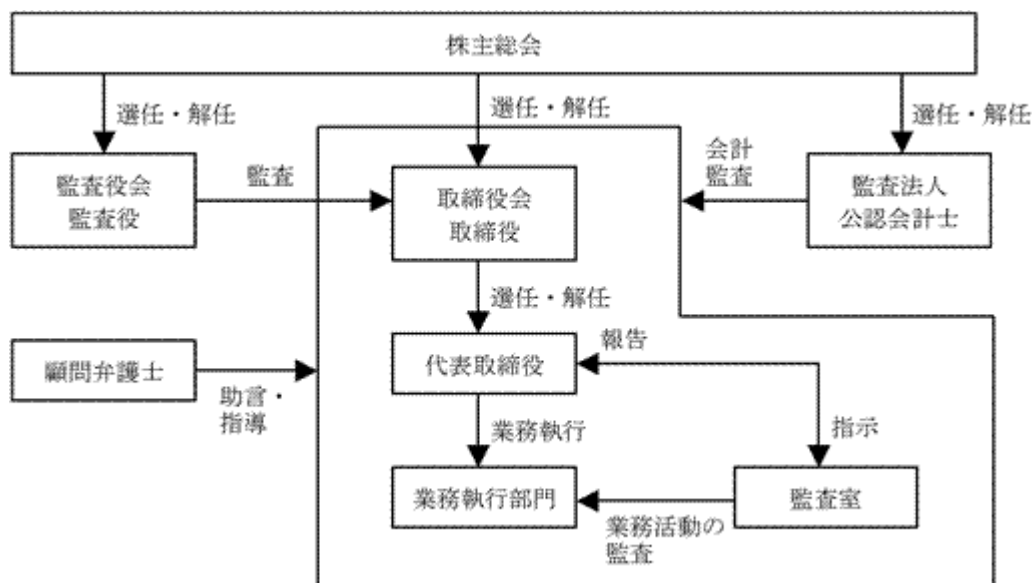 株主総会
選任・解任
選任・解任
選任・解任
監査役会
監査役
監査
取締役会
取締役
会計
監査
監査法人
公認会計士
選任・解任
顧問弁護士
助言・
指導
代表取締役
報告
業務執行
指示
業務執行部門
監査室
業務活動の
監査